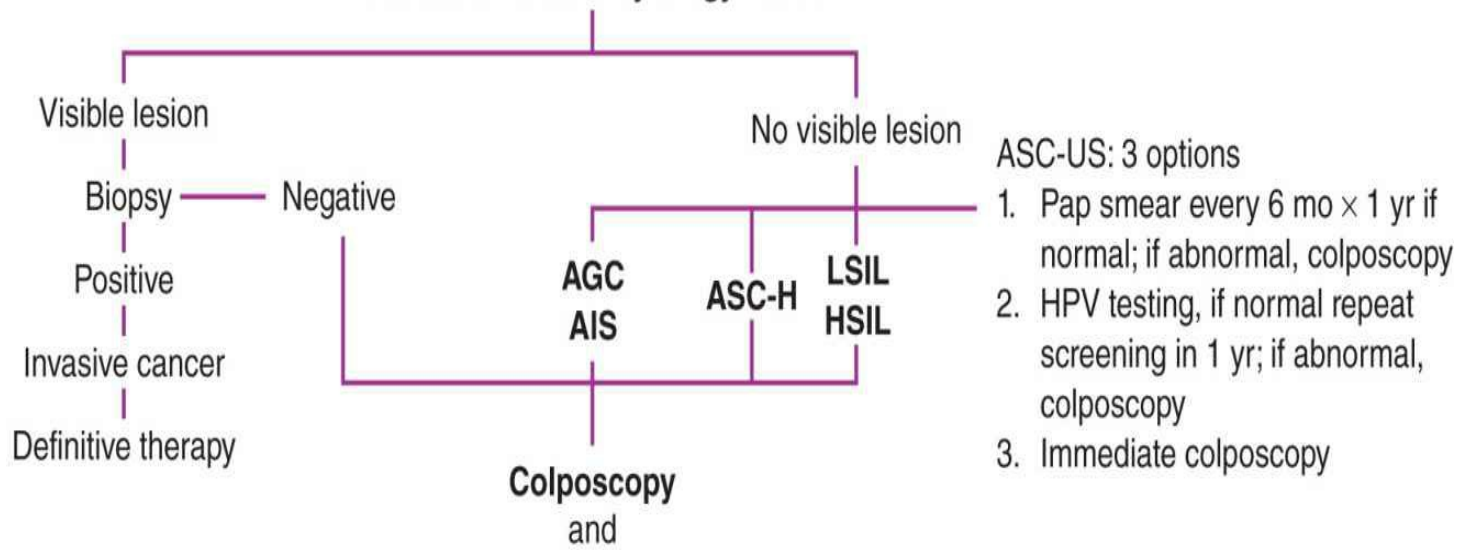 Visible lesion
Biopsy
Negative
Positive
Invasive cancer
Definitive therapy
No visible lesion
AGC
AIS
ASC-H
LSIL
HSIL
ASC-US: 3 options
1. Pap smear every 6 mo × 1 yr if
normal; if abnormal, colposcopy
2. HPV testing, if normal repeat
screening in 1 yr; if abnormal,
colposcopy
3. Immediate colposcopy
Colposcopy
and